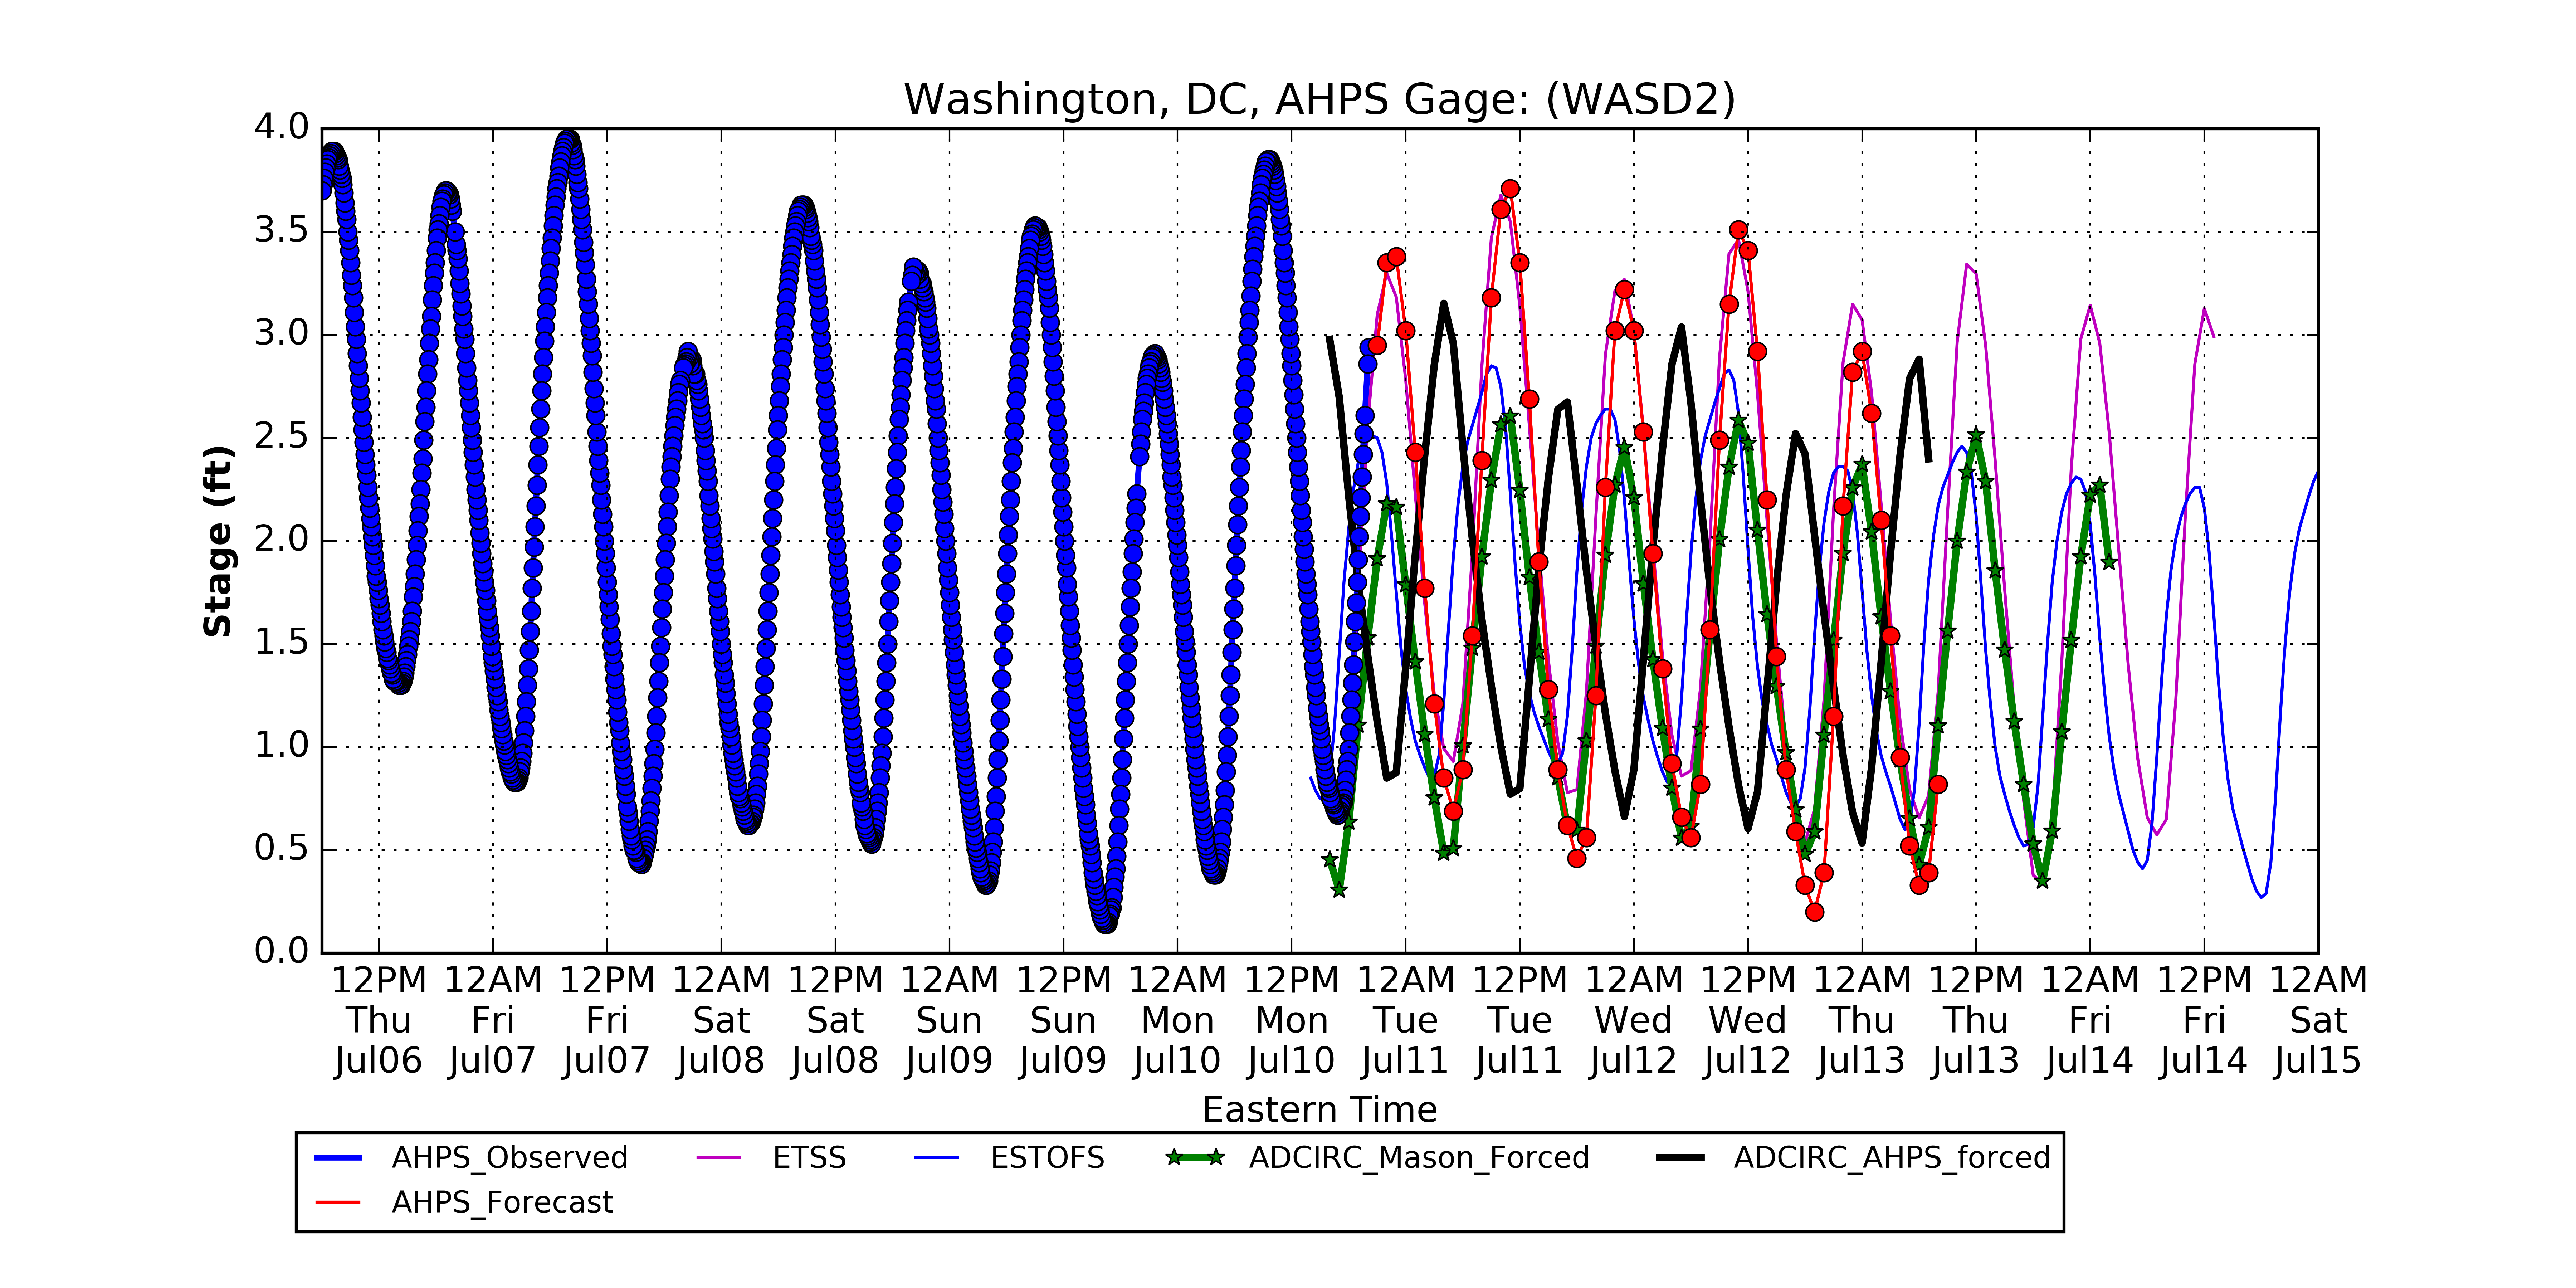 Washington, DC, AHPS Gage: (WASD2)
4.0
3.5
3.0
2.5
2.0
1.5
1.0
0.5
0.0
Stage (ft)
12PM 12AM 12PM 12AM 12PM 12AM 12PM 12AM 12PM 12AM 12PM 12AM 12PM 12AM 12PM 12AM 12PM 12AM
Thu Fri Fri Sat Sat Sun Sun Mon Mon Tue Tue Wed Wed Thu Thu Fri Fri Sat
Jul06 Jul07 Jul07 Jul08 Jul08 Jul09 Jul09 Jul10 Jul10 Jul11 Jul11 Jul12 Jul12 Jul13 Jul13 Jul14 Jul14 Jul15
Eastern Time
AHPS_Observed ETSS ESTOFS ADCIRC_Mason_Forced ADCIRC_AHPS_forced
AHPS_Forecast